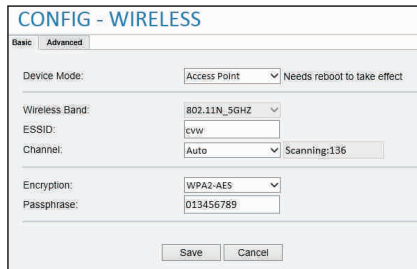 CONFIG - WIRELESS
Basic Advanced
Device Mode: Access Point Needs reboot to take effect
Wireless Band: 802.11N_5GHZ
ESSID: cvw
Channel: Auto Scanning:136
Encryption: WPA2-AES
Passphrase: 013456789
Save Cancel